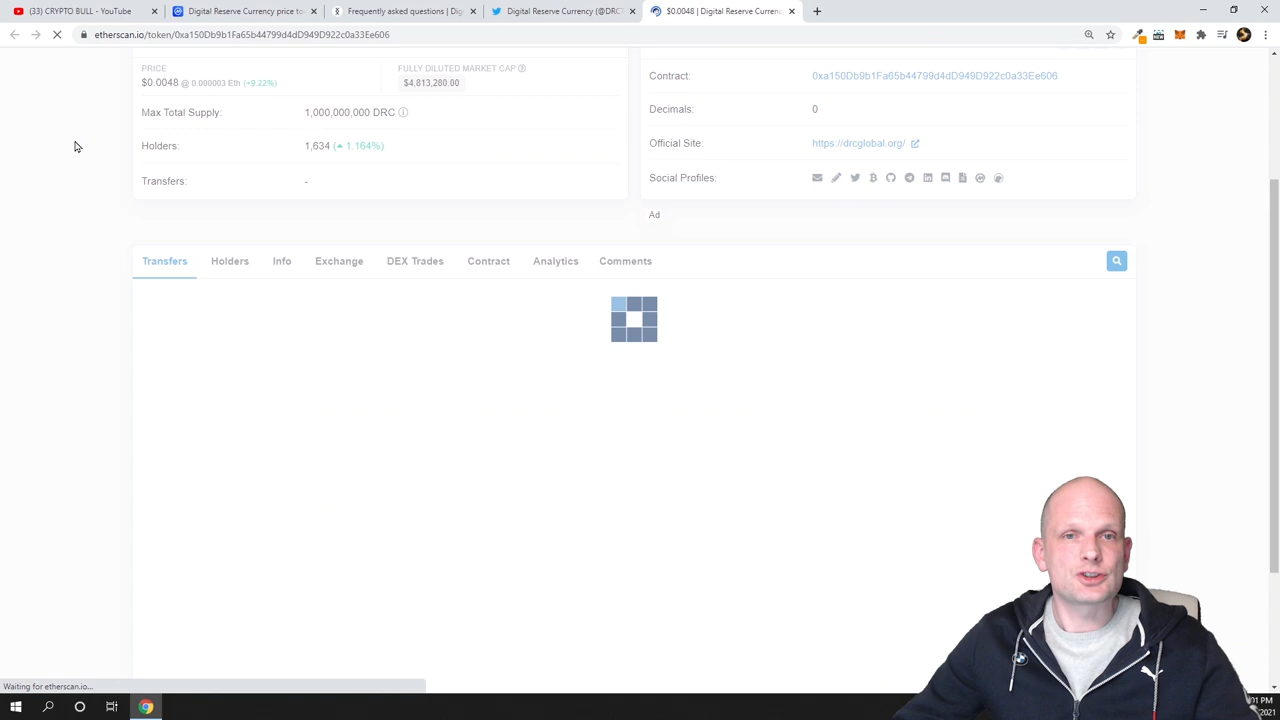 (33) CRYPTO BULL - YouTube
Digital Reserve Currency price to
Frequently asked questions | Dig
Digital Reserve Currency (@DRCT
$0.0048 | Digital Reserve Curren
etherscan.io/token/0xa150Db9b1Fa65b44799d4dD949D922c0a33Ee606
PRICE
$0.0048 @ 0.000003 Eth (+9.22%)
FULLY DILUTED MARKET CAP
$4,813,280.00
Max Total Supply: 1,000,000,000 DRC
Holders: 1,634 (1.164%)
Transfers: -
Contract: 0xa150Db9b1Fa65b44799d4dD949D922c0a33Ee606
Decimals: 0
Official Site: https://drcglobal.org/
Social Profiles:
Ad
Transfers Holders Info Exchange DEX Trades Contract Analytics Comments
Waiting for etherscan.io...
:01 PM
2021